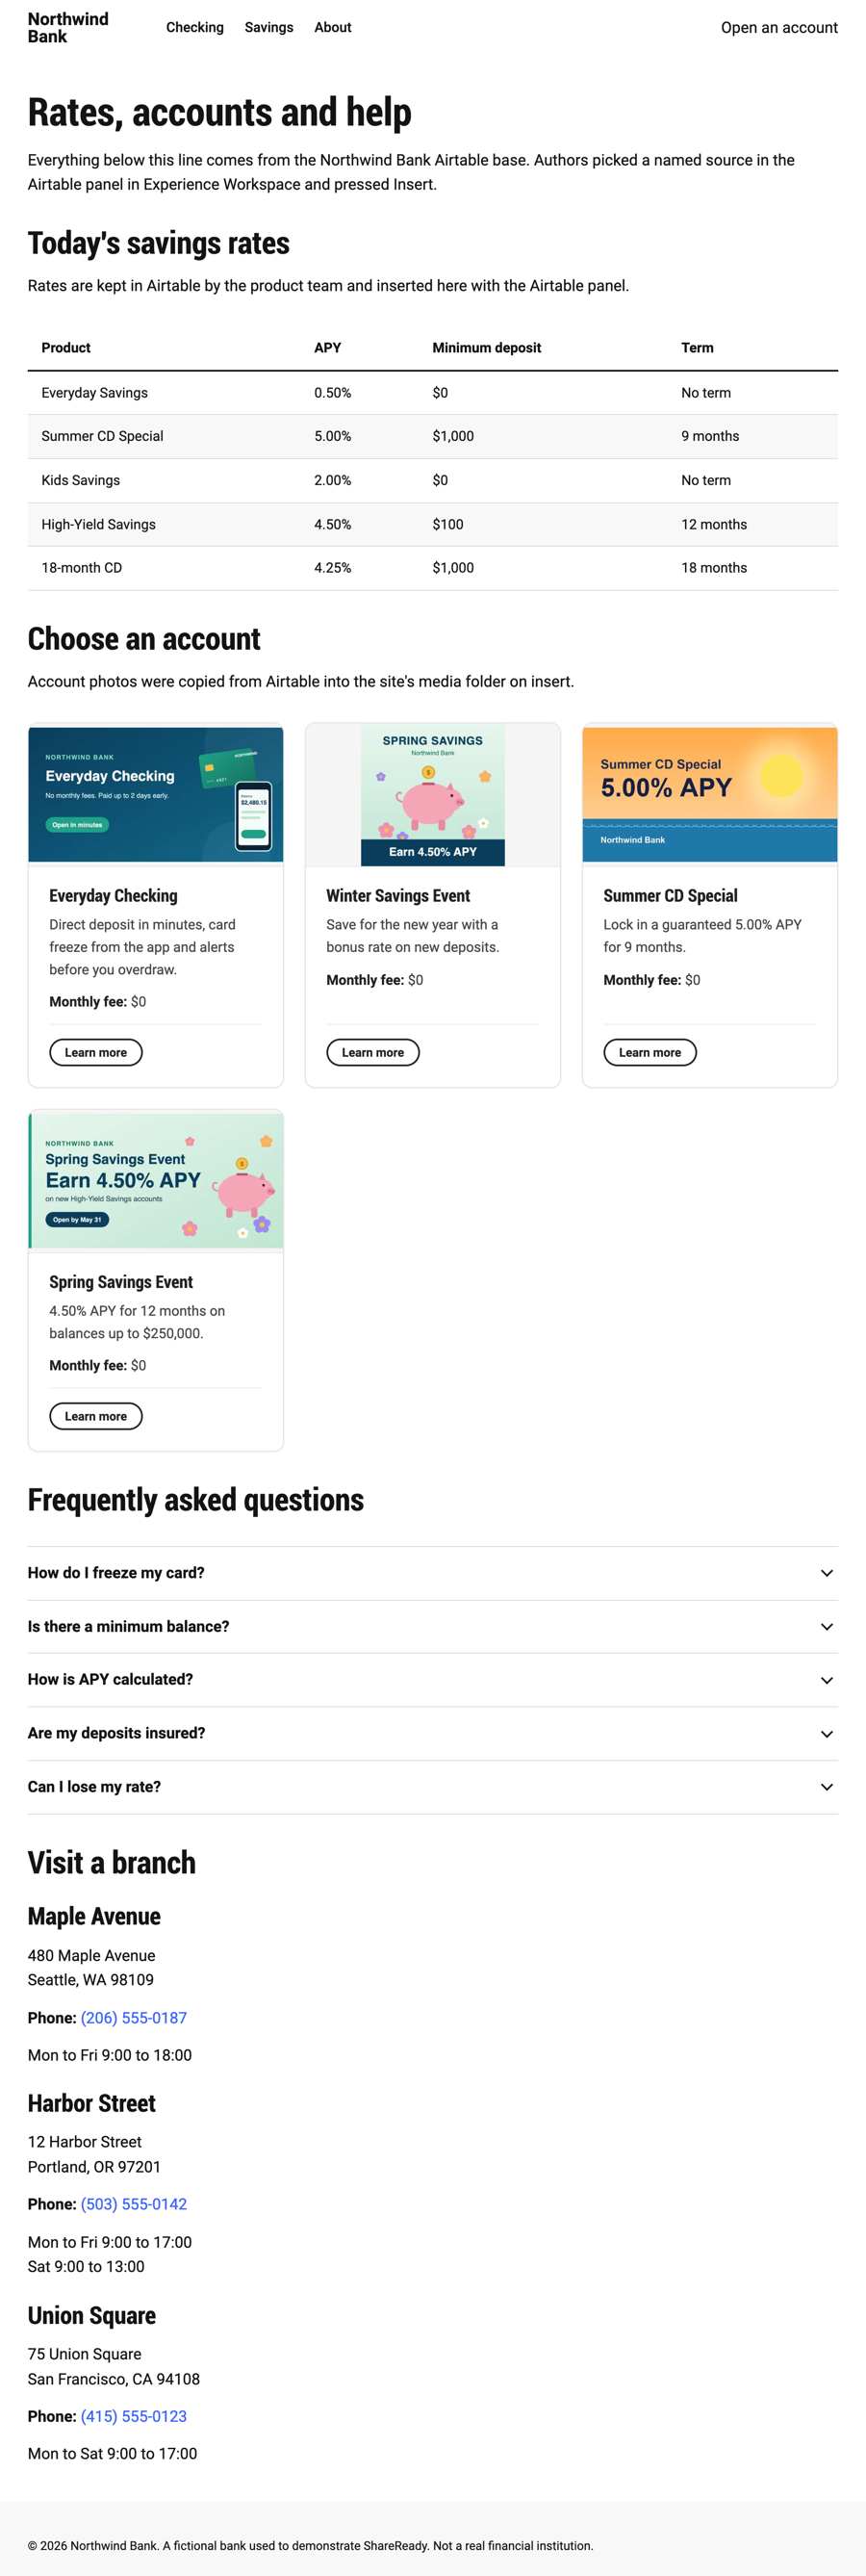 Northwind
Bank
Checking
Savings
About
Open an account
Rates, accounts and help
Everything below this line comes from the Northwind Bank Airtable base. Authors picked a named source in the
Airtable panel in Experience Workspace and pressed Insert.
Today's savings rates
Rates are kept in Airtable by the product team and inserted here with the Airtable panel.
Product APY Minimum deposit Term
Everyday Savings 0.50% $0 No term
Summer CD Special 5.00% $1,000 9 months
Kids Savings 2.00% $0 No term
High-Yield Savings 4.50% $100 12 months
18-month CD 4.25% $1,000 18 months
Choose an account
Account photos were copied from Airtable into the site's media folder on insert.
NORTHWIND BANK
Everyday Checking
No monthly fees. Paid up to 2 days early.
Open in minutes
NORTHWIND
4821
$2,480.15
Everyday Checking
Direct deposit in minutes, card
freeze from the app and alerts
before you overdraw.
Monthly fee: $0
Learn more
SPRING SAVINGS
Northwind Bank
$
Earn 4.50% APY
Winter Savings Event
Save for the new year with a
bonus rate on new deposits.
Monthly fee: $0
Learn more
Summer CD Special
5.00% APY
Northwind Bank
Summer CD Special
Lock in a guaranteed 5.00% APY
for 9 months.
Monthly fee: $0
Learn more
NORTHWIND BANK
Spring Savings Event
Earn 4.50% APY
on new High-Yield Savings accounts
Open by May 31
$
Spring Savings Event
4.50% APY for 12 months on
balances up to $250,000.
Monthly fee: $0
Learn more
Frequently asked questions
How do I freeze my card?
Is there a minimum balance?
How is APY calculated?
Are my deposits insured?
Can I lose my rate?
Visit a branch
Maple Avenue
480 Maple Avenue
Seattle, WA 98109
Phone: (206) 555-0187
Mon to Fri 9:00 to 18:00
Harbor Street
12 Harbor Street
Portland, OR 97201
Phone: (503) 555-0142
Mon to Fri 9:00 to 17:00
Sat 9:00 to 13:00
Union Square
75 Union Square
San Francisco, CA 94108
Phone: (415) 555-0123
Mon to Sat 9:00 to 17:00
© 2026 Northwind Bank. A fictional bank used to demonstrate ShareReady. Not a real financial institution.